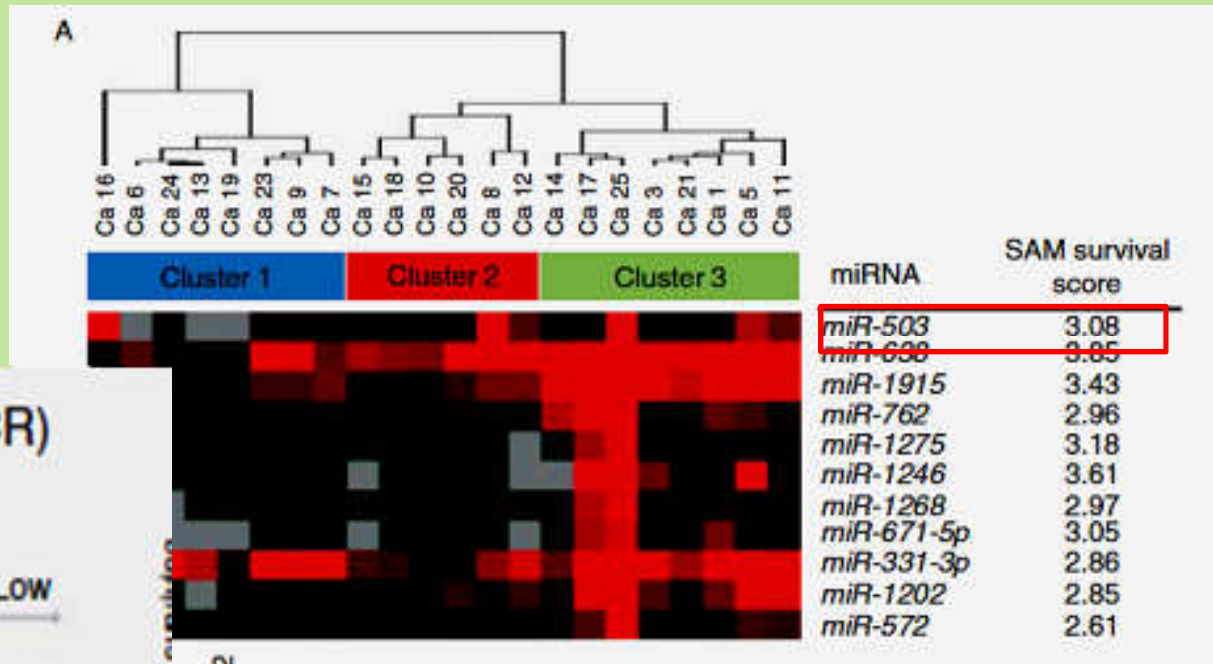 A
Ca 16 Ca 6 Ca 24 Ca 13 Ca 19 Ca 23 Ca 9 Ca 7 Ca 15 Ca 18 Ca 10 Ca 20 Ca 8 Ca 12 Ca 14 Ca 17 Ca 25 Ca 3 Ca 21 Ca 1 Ca 5 Ca 11
Cluster 1 Cluster 2 Cluster 3
miRNA SAM survival
score
miR-503 3.08
miR-638 3.85
miR-1915 3.43
miR-762 2.96
miR-1275 3.18
miR-1246 3.61
miR-1268 2.97
miR-671-5p 3.05
miR-331-3p 2.86
miR-1202 2.85
miR-572 2.61
R)
Low